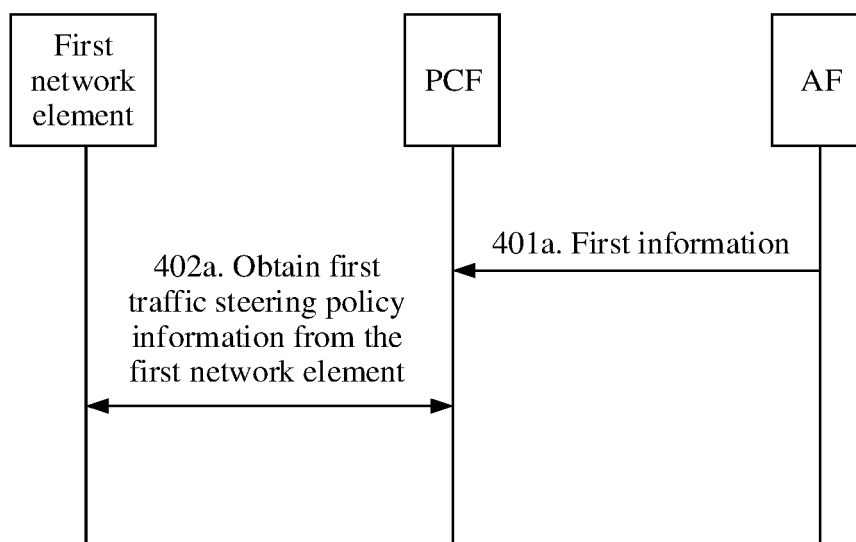 First
network
element
PCF
AF
401a. First information
402a. Obtain first
traffic steering policy
information from the
first network element